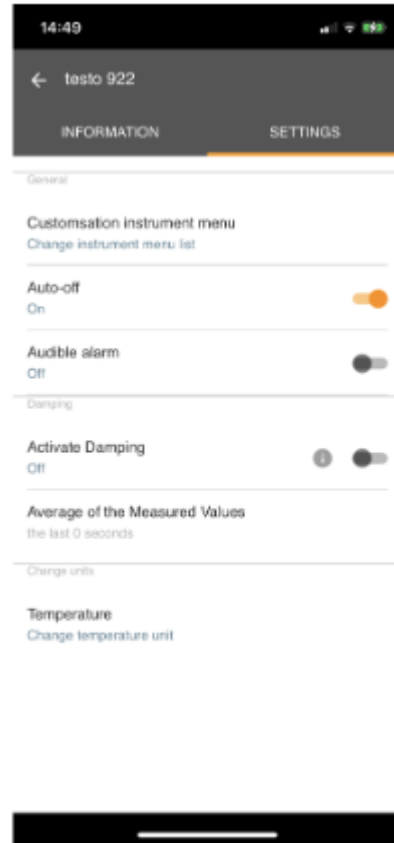 14:49
testo 922
INFORMATION SETTINGS
General
Customsation instrument menu
Change instrument menu list
Auto-off
On
Audible alarm
Off
Damping
Activate Damping
Off
Average of the Measured Values
the last 0 seconds
Change units
Temperature
Change temperature unit